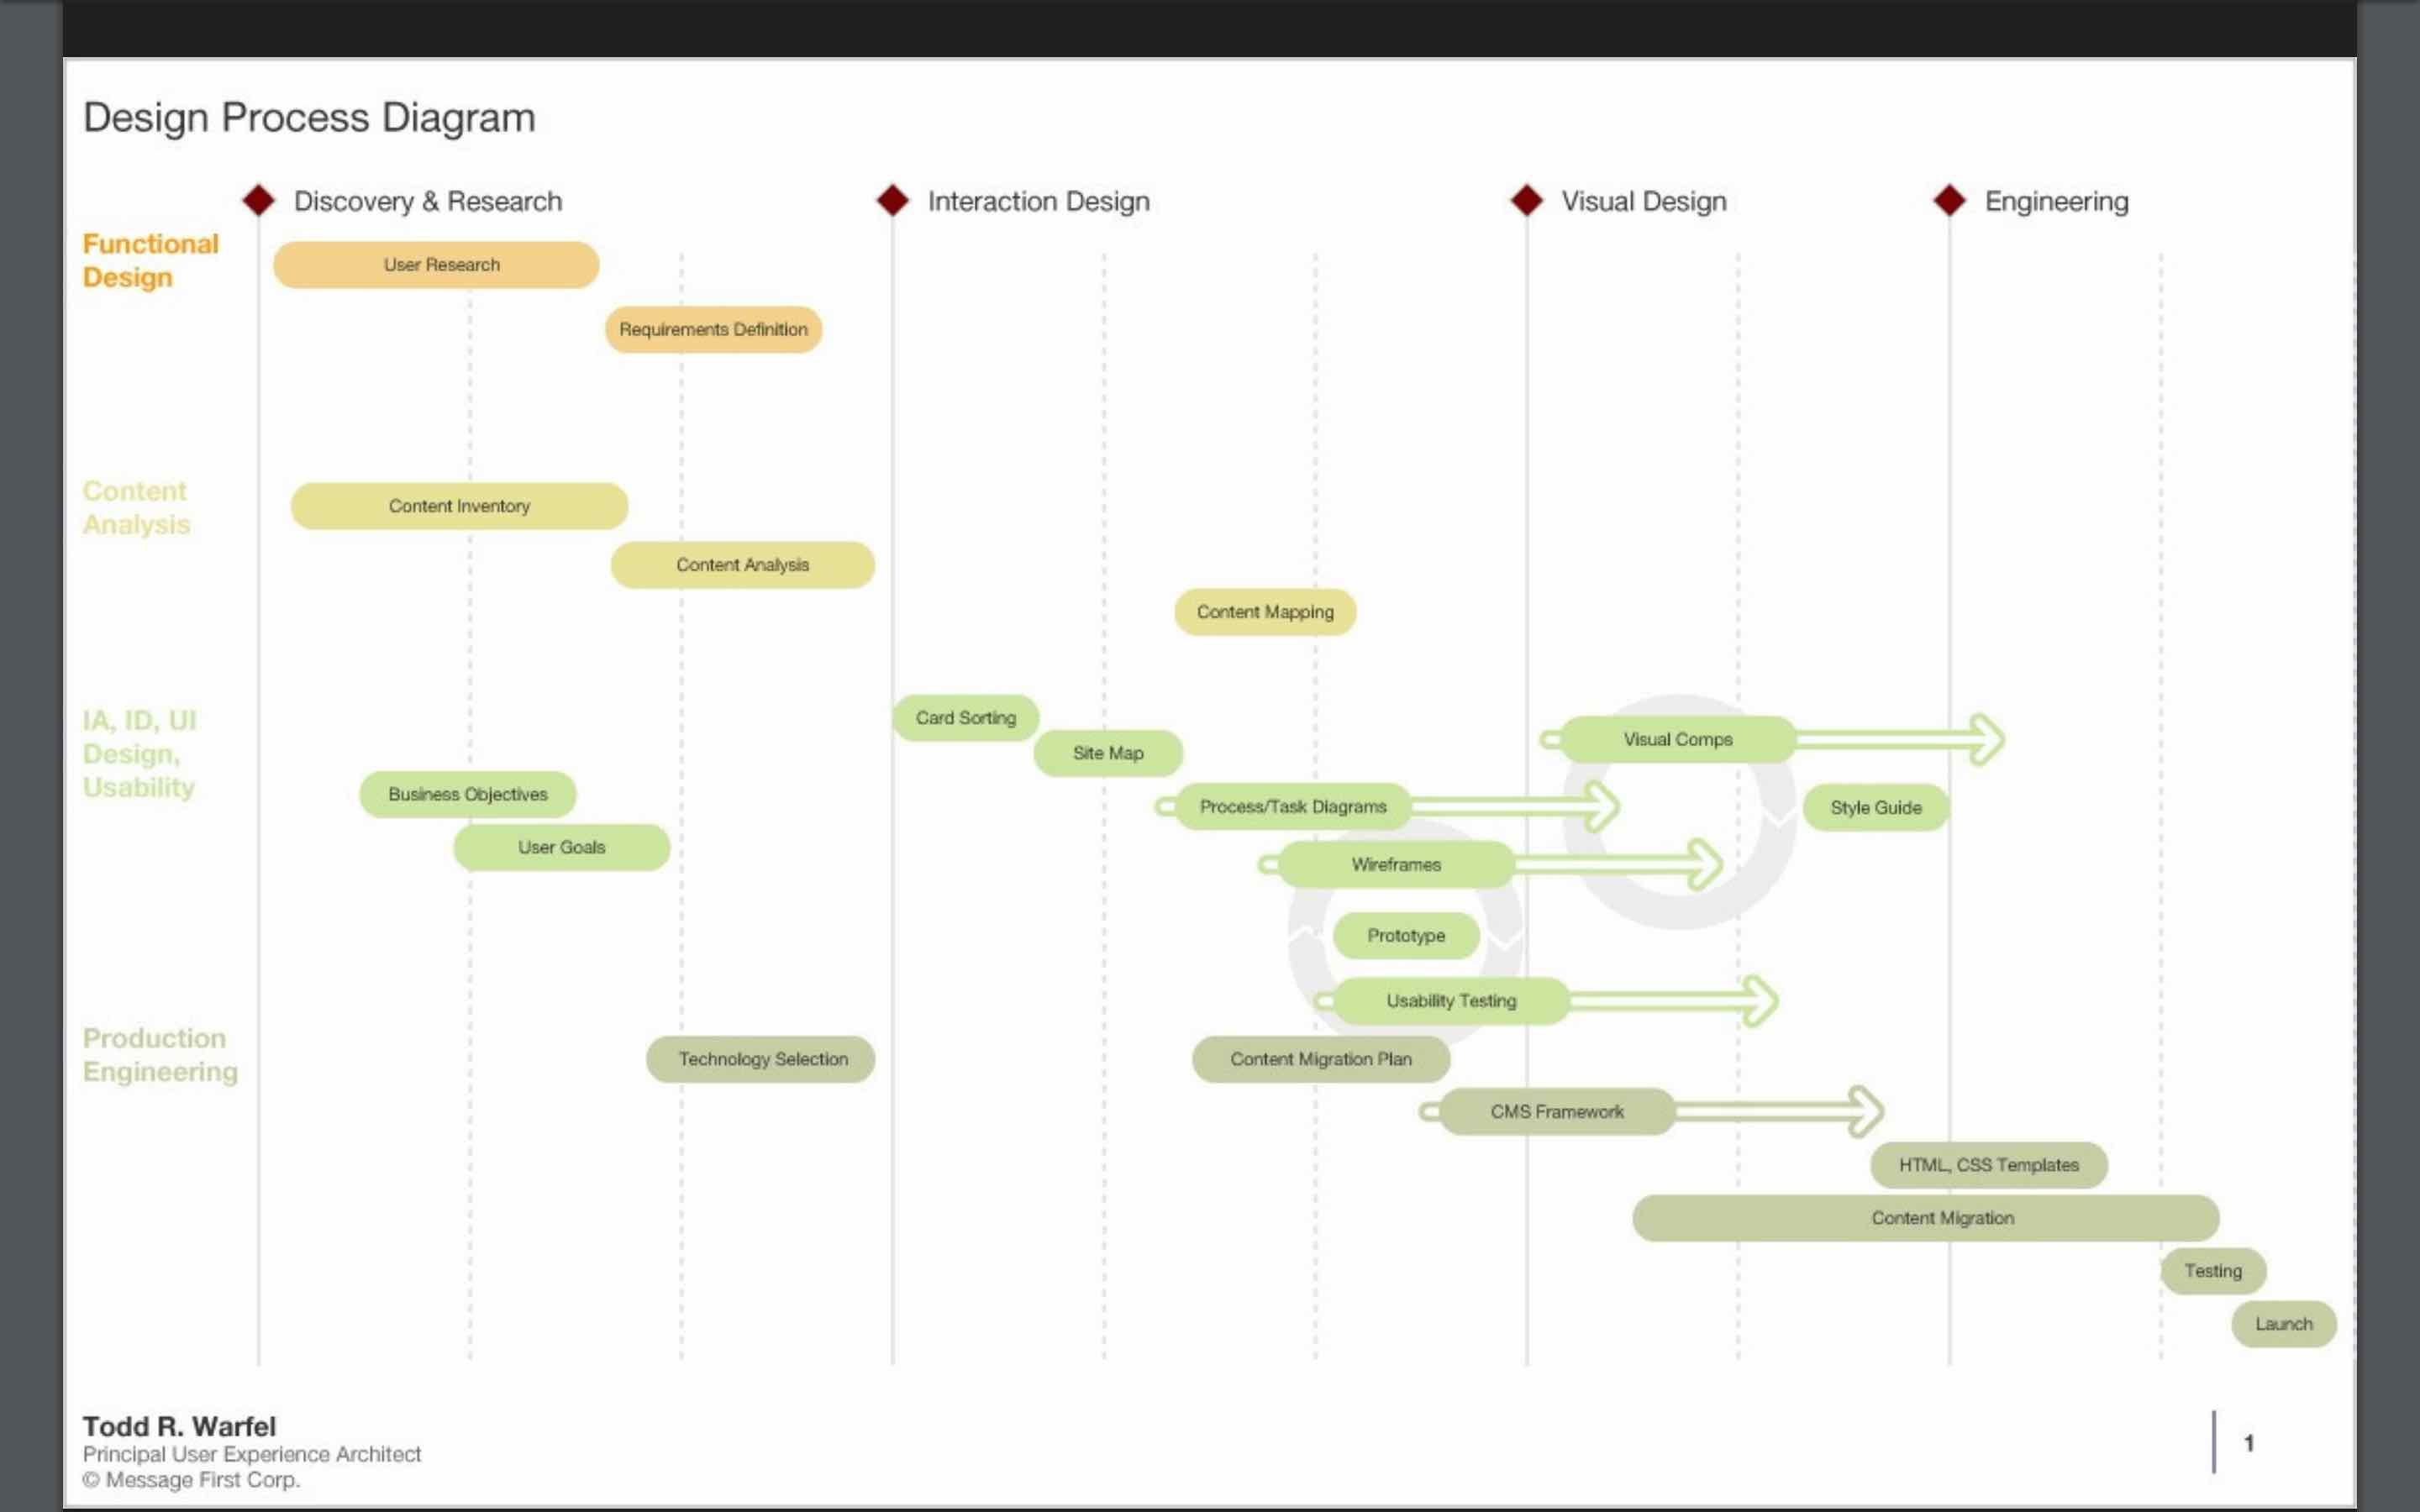 Design Process Diagram
Discovery & Research
Interaction Design
Visual Design
Engineering
Functional
Design
User Research
Requirements Definition
Content
Analysis
Content Inventory
Content Analysis
Content Mapping
IA, ID, UI
Design,
Usability
Card Sorting
Site Map
Visual Comps
Business Objectives
Process/Task Diagrams
Style Guide
User Goals
Wireframes
Prototype
Usability Testing
Production
Engineering
Technology Selection
Content Migration Plan
CMS Framework
HTML, CSS Templates
Content Migration
Testing
Launch
Todd R. Warfel
Principal User Experience Architect
© Message First Corp.
1